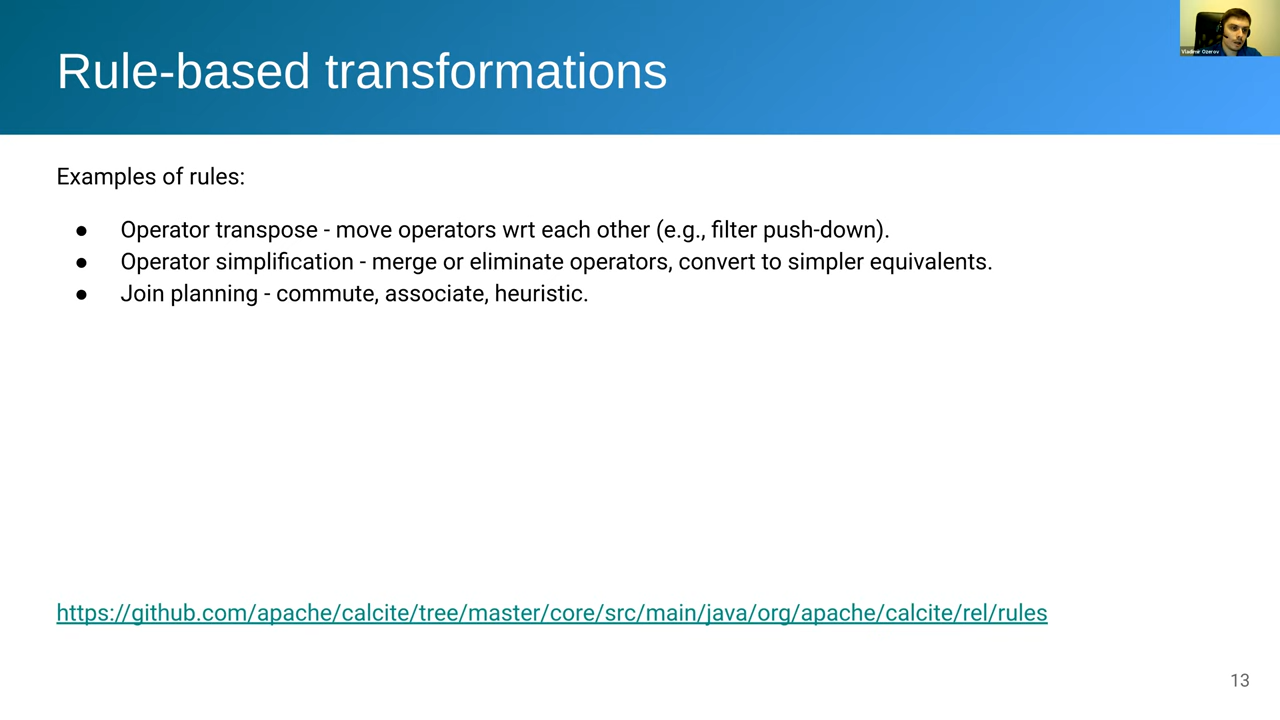 Rule-based transformations
Vladimir Ozerov
Examples of rules:
● Operator transpose - move operators wrt each other (e.g., filter push-down).
● Operator simplification - merge or eliminate operators, convert to simpler equivalents.
● Join planning - commute, associate, heuristic.
https://github.com/apache/calcite/tree/master/core/src/main/java/org/apache/calcite/rel/rules
13